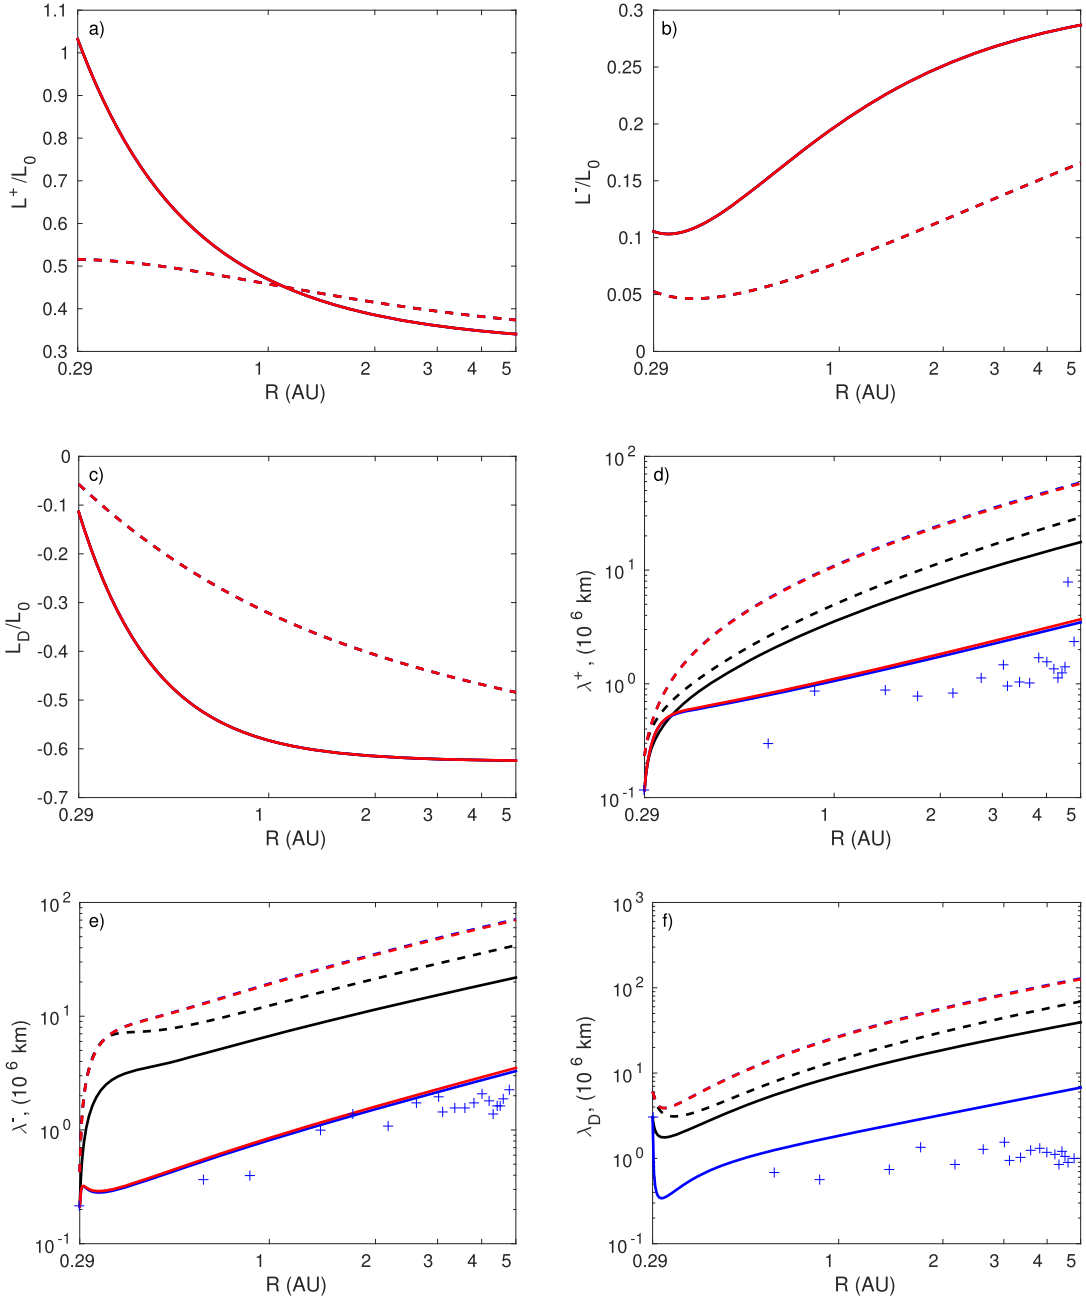 a)
1.1
1
0.9
0.8
0.7
0.6
0.5
0.4
0.3
L+/L0
0.29 1 2 3 4 5
R (AU)
b)
0.3
0.25
0.2
0.15
0.1
0.05
0
L-/L0
0.29 1 2 3 4 5
R (AU)
c)
0
-0.1
-0.2
-0.3
-0.4
-0.5
-0.6
-0.7
LD/L0
0.29 1 2 3 4 5
R (AU)
d)
10^2
10^1
10^0
10^-1
λ+, (10^6 km)
0.29 1 2 3 4 5
R (AU)
e)
10^2
10^1
10^0
10^-1
λ-, (10^6 km)
0.29 1 2 3 4 5
R (AU)
f)
10^3
10^2
10^1
10^0
10^-1
λD, (10^6 km)
0.29 1 2 3 4 5
R (AU)